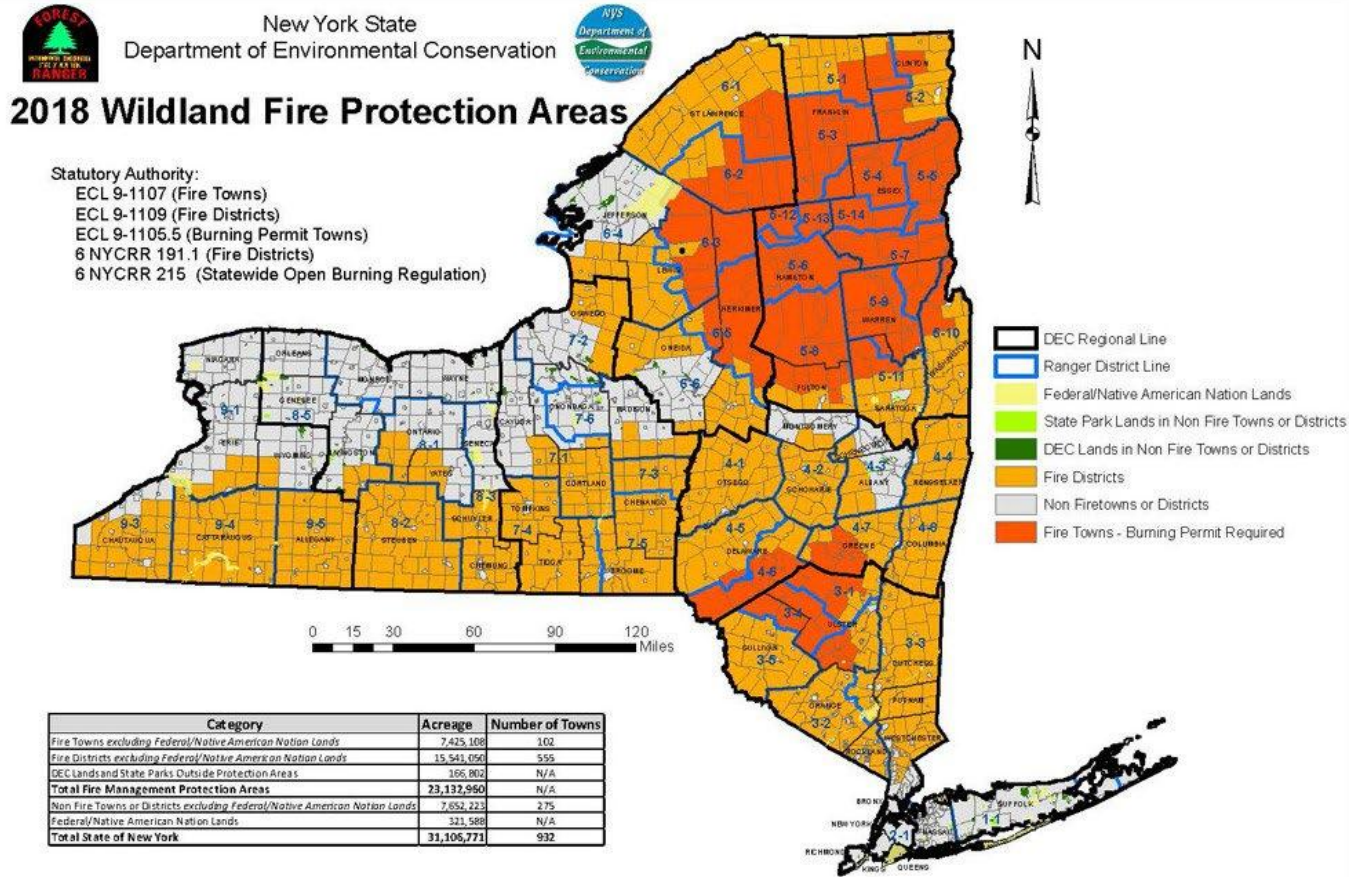 FOREST
RANGER
New York State
Department of Environmental Conservation
NYS
Department of
Environmental
Conservation
2018 Wildland Fire Protection Areas
Statutory Authority:
ECL 9-1107 (Fire Towns)
ECL 9-1109 (Fire Districts)
ECL 9-1105.5 (Burning Permit Towns)
6 NYCRR 191.1 (Fire Districts)
6 NYCRR 215 (Statewide Open Burning Regulation)
N
CLINTON
6-1
5-1
5-2
ST LAWRENCE
FRANKLIN
5-3
6-2
5-4
5-5
ESSEX
JEFFERSON
6-4
5-12
5-13
5-14
6-3
LEWIS
5-6
HAMILTON
5-7
HERKIMER
5-9
WARREN
OSWEGO
6-5
5-10
WASHINGTON
7-2
ONEIDA
5-8
NIAGARA
ORLEANS
MONROE
WAYNE
5-11
FULTON
SARATOGA
6-6
GENESEE
9-1
8-5
ONONDAGA
MADISON
CAYUGA
7-6
MONTGOMERY
ONTARIO
8-1
SENECA
ERIE
WYOMING
LIVINGSTON
YATES
7-1
4-1
OTSEGO
4-2
SCHOHARIE
4-3
ALBANY
4-4
RENSSELAER
CORTLAND
7-3
CHENANGO
8-3
SCHUYLER
TOMPKINS
9-3
CHAUTAUQUA
9-4
CATTARAUGUS
9-5
ALLEGANY
8-2
STEUBEN
7-4
4-5
DELAWARE
4-7
GREENE
COLUMBIA
7-5
CHEMUNG
TIOGA
BROOME
4-6
3-1
ULSTER
3-4
SULLIVAN
3-5
3-3
DUTCHESS
ORANGE
3-2
PUTNAM
WESTCHESTER
ROCKLAND
BRONX
NEW YORK
RICHMOND
KINGS
QUEENS
2-1
NASSAU
1-1
SUFFOLK
DEC Regional Line
Ranger District Line
Federal/Native American Nation Lands
State Park Lands in Non Fire Towns or Districts
DEC Lands in Non Fire Towns or Districts
Fire Districts
Non Firetowns or Districts
Fire Towns - Burning Permit Required
0 15 30 60 90 120
Miles
Category Acreage Number of Towns
Fire Towns excluding Federal/Native American Nation Lands 7,425,108 102
Fire Districts excluding Federal/Native American Nation Lands 15,541,050 555
DEC Lands and State Parks Outside Protection Areas 166,802 N/A
Total Fire Management Protection Areas 23,132,960 N/A
Non Fire Towns or Districts excluding Federal/Native American Nation Lands 7,652,223 275
Federal/Native American Nation Lands 321,588 N/A
Total State of New York 31,106,771 932